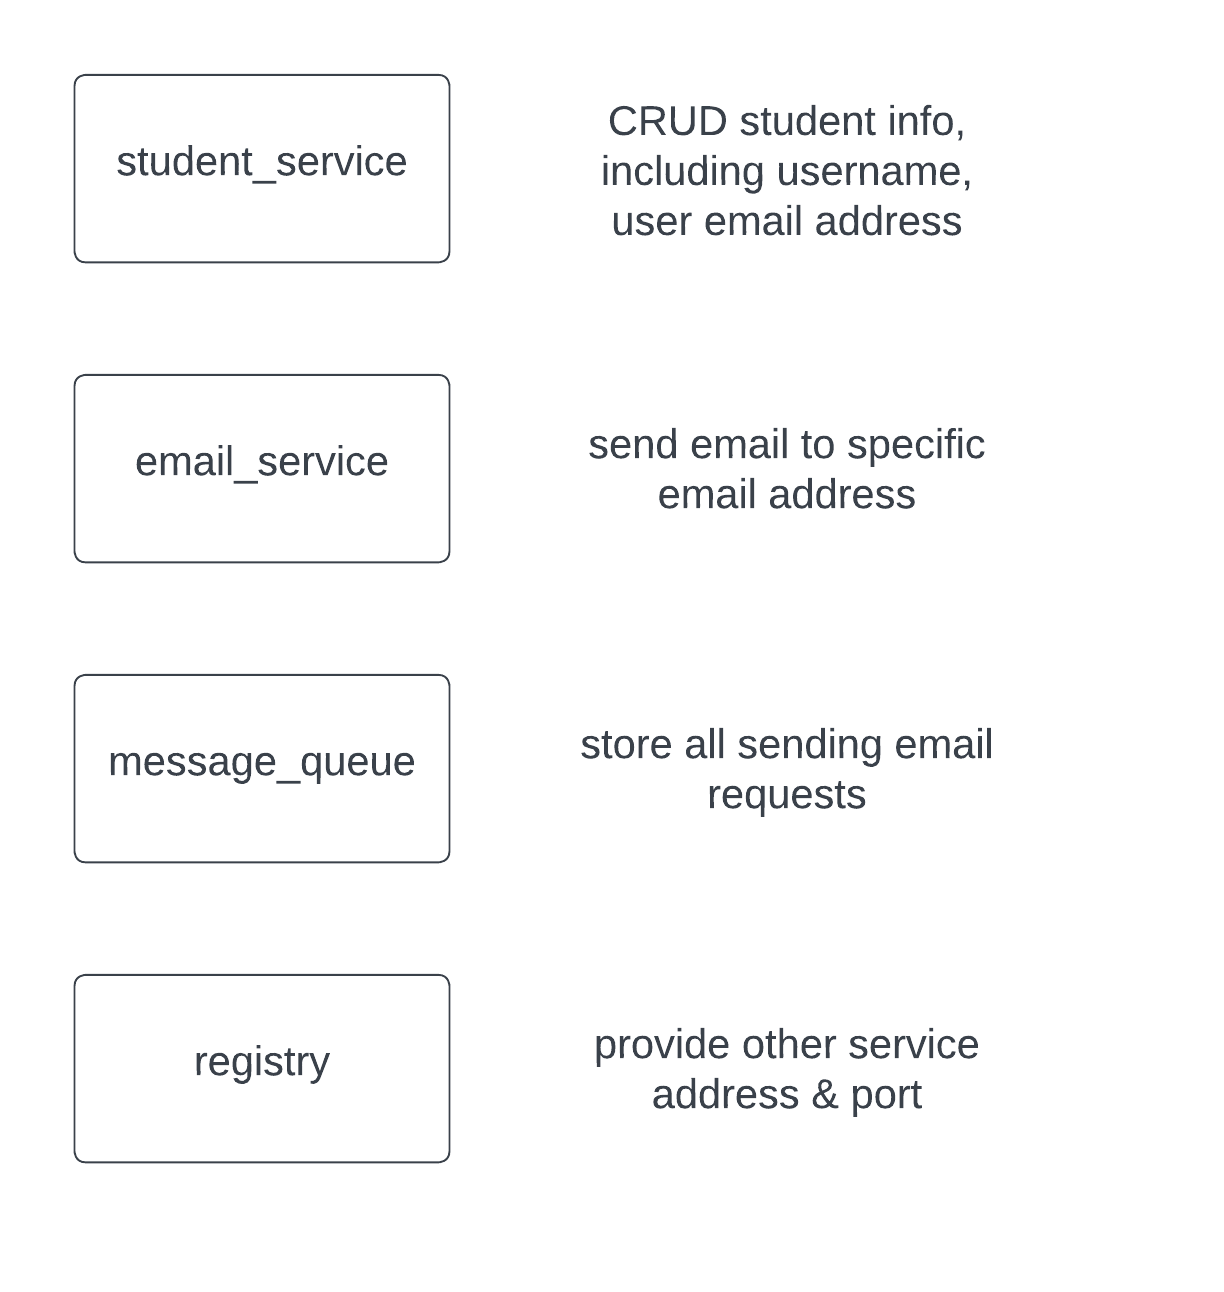 student_service
CRUD student info,
including username,
user email address
email_service
send email to specific
email address
message_queue
store all sending email
requests
registry
provide other service
address & port